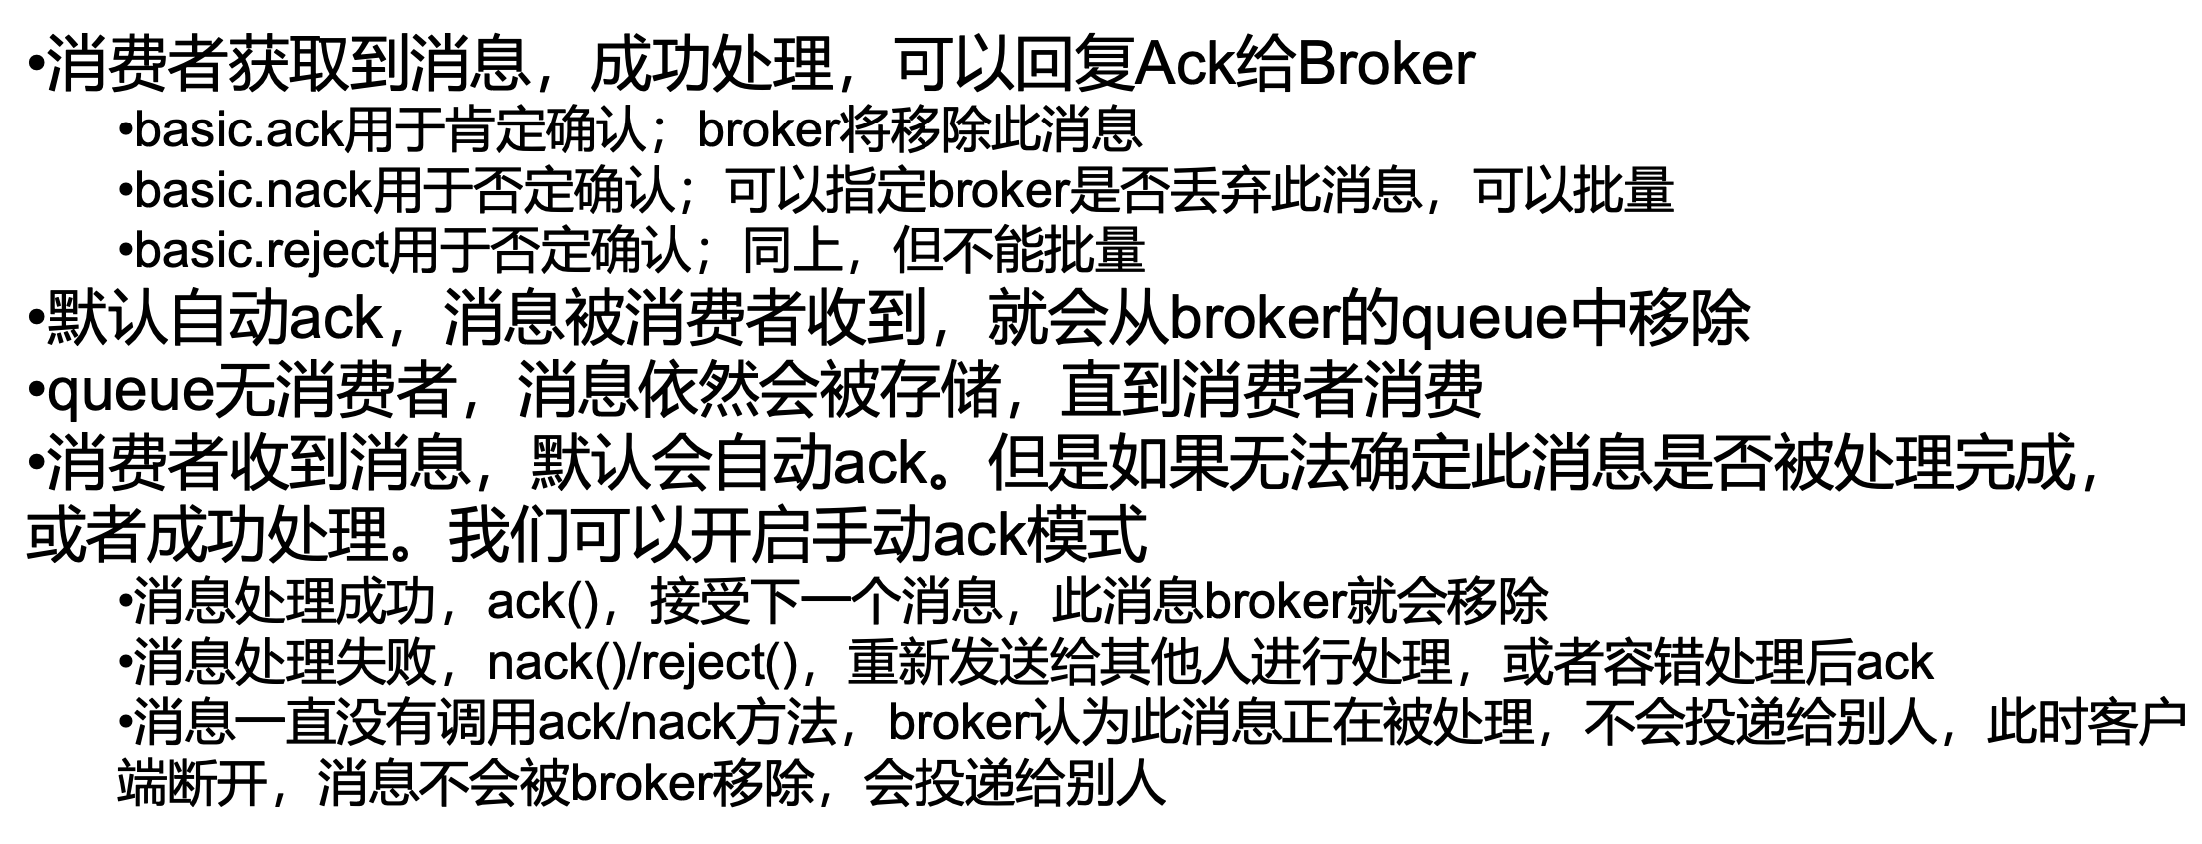 •消费者获取到消息，成功处理，可以回复Ack给Broker
•basic.ack用于肯定确认；broker将移除此消息
•basic.nack用于否定确认；可以指定broker是否丢弃此消息，可以批量
•basic.reject用于否定确认；同上，但不能批量
•默认自动ack，消息被消费者收到，就会从broker的queue中移除
•queue无消费者，消息依然会被存储，直到消费者消费
•消费者收到消息，默认会自动ack。但是如果无法确定此消息是否被处理完成，
或者成功处理。我们可以开启手动ack模式
•消息处理成功，ack()，接受下一个消息，此消息broker就会移除
•消息处理失败，nack()/reject()，重新发送给其他人进行处理，或者容错处理后ack
•消息一直没有调用ack/nack方法，broker认为此消息正在被处理，不会投递给别人，此时客户
端断开，消息不会被broker移除，会投递给别人